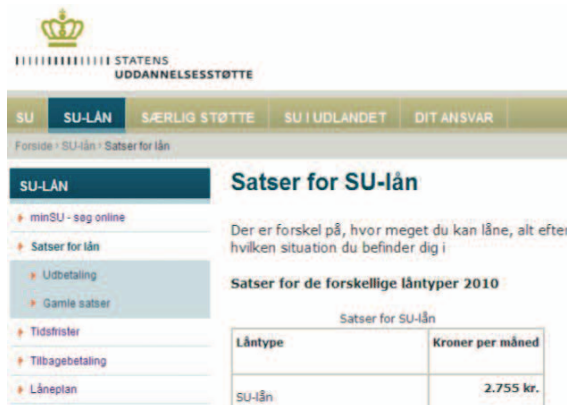 STATENS
UDDANNELSESSTØTTE
SU SU-LÅN SÆRLIG STØTTE SU I UDLANDET DIT ANSVAR
Forside › SU-lån › Satser for lån
SU-LÅN
minSU - søg online
Satser for lån
Udbetaling
Gamle satser
Tidsfrister
Tilbagebetaling
Låneplan
Satser for SU-lån
Der er forskel på, hvor meget du kan låne, alt efter
hvilken situation du befinder dig i
Satser for de forskellige låntyper 2010
Satser for SU-lån
Låntype Kroner per måned
SU-lån 2.755 kr.